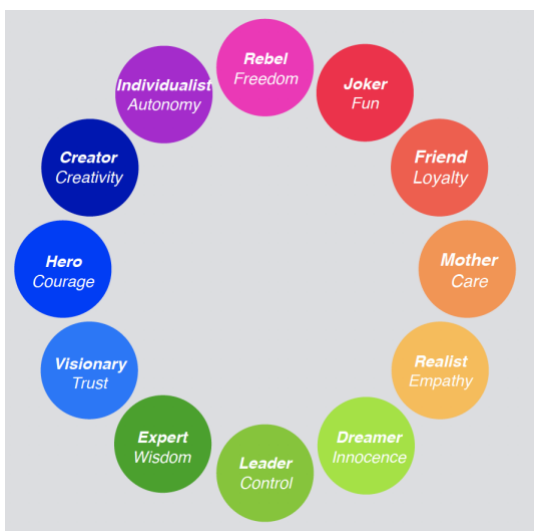 Rebel
Freedom
Joker
Fun
Friend
Loyalty
Mother
Care
Realist
Empathy
Dreamer
Innocence
Leader
Control
Expert
Wisdom
Visionary
Trust
Hero
Courage
Creator
Creativity
Individualist
Autonomy